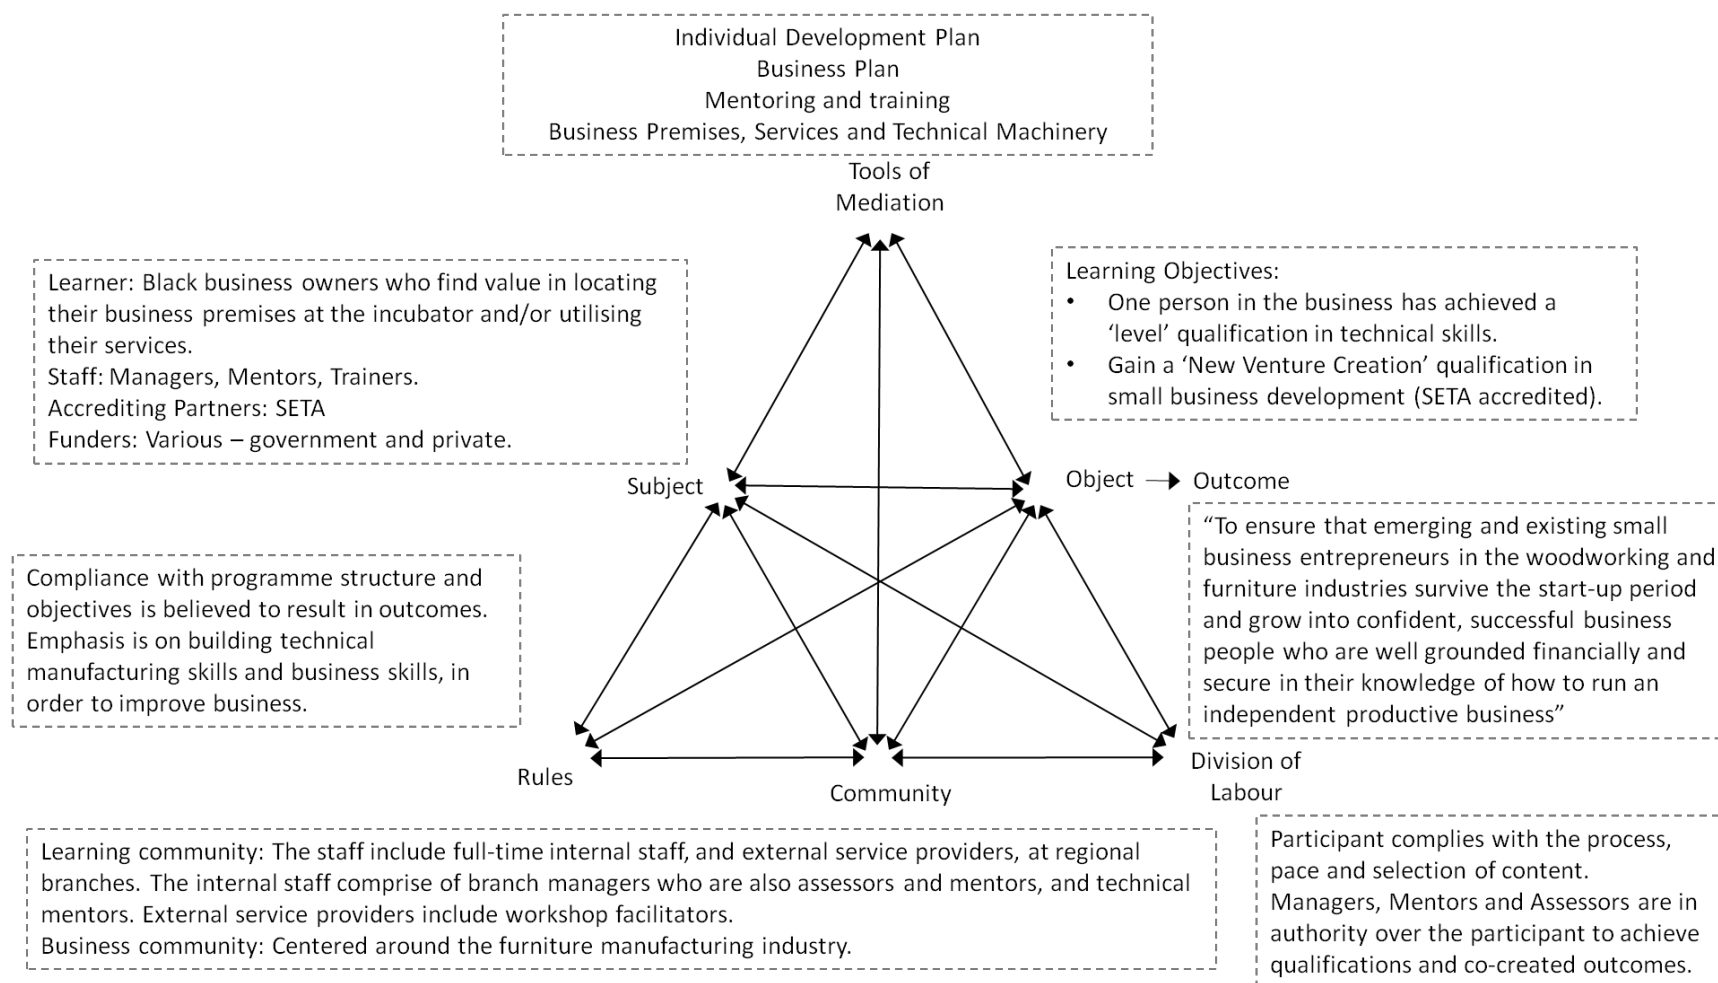 Individual Development Plan
Business Plan
Mentoring and training
Business Premises, Services and Technical Machinery
Tools of
Mediation
Learner: Black business owners who find value in locating
their business premises at the incubator and/or utilising
their services.
Staff: Managers, Mentors, Trainers.
Accrediting Partners: SETA
Funders: Various – government and private.
Learning Objectives:
• One person in the business has achieved a
‘level’ qualification in technical skills.
• Gain a ‘New Venture Creation’ qualification in
small business development (SETA accredited).
Subject
Object
Outcome
“To ensure that emerging and existing small
business entrepreneurs in the woodworking and
furniture industries survive the start-up period
and grow into confident, successful business
people who are well grounded financially and
secure in their knowledge of how to run an
independent productive business”
Compliance with programme structure and
objectives is believed to result in outcomes.
Emphasis is on building technical
manufacturing skills and business skills, in
order to improve business.
Rules
Community
Division of
Labour
Learning community: The staff include full-time internal staff, and external service providers, at regional
branches. The internal staff comprise of branch managers who are also assessors and mentors, and technical
mentors. External service providers include workshop facilitators.
Business community: Centered around the furniture manufacturing industry.
Participant complies with the process,
pace and selection of content.
Managers, Mentors and Assessors are in
authority over the participant to achieve
qualifications and co-created outcomes.